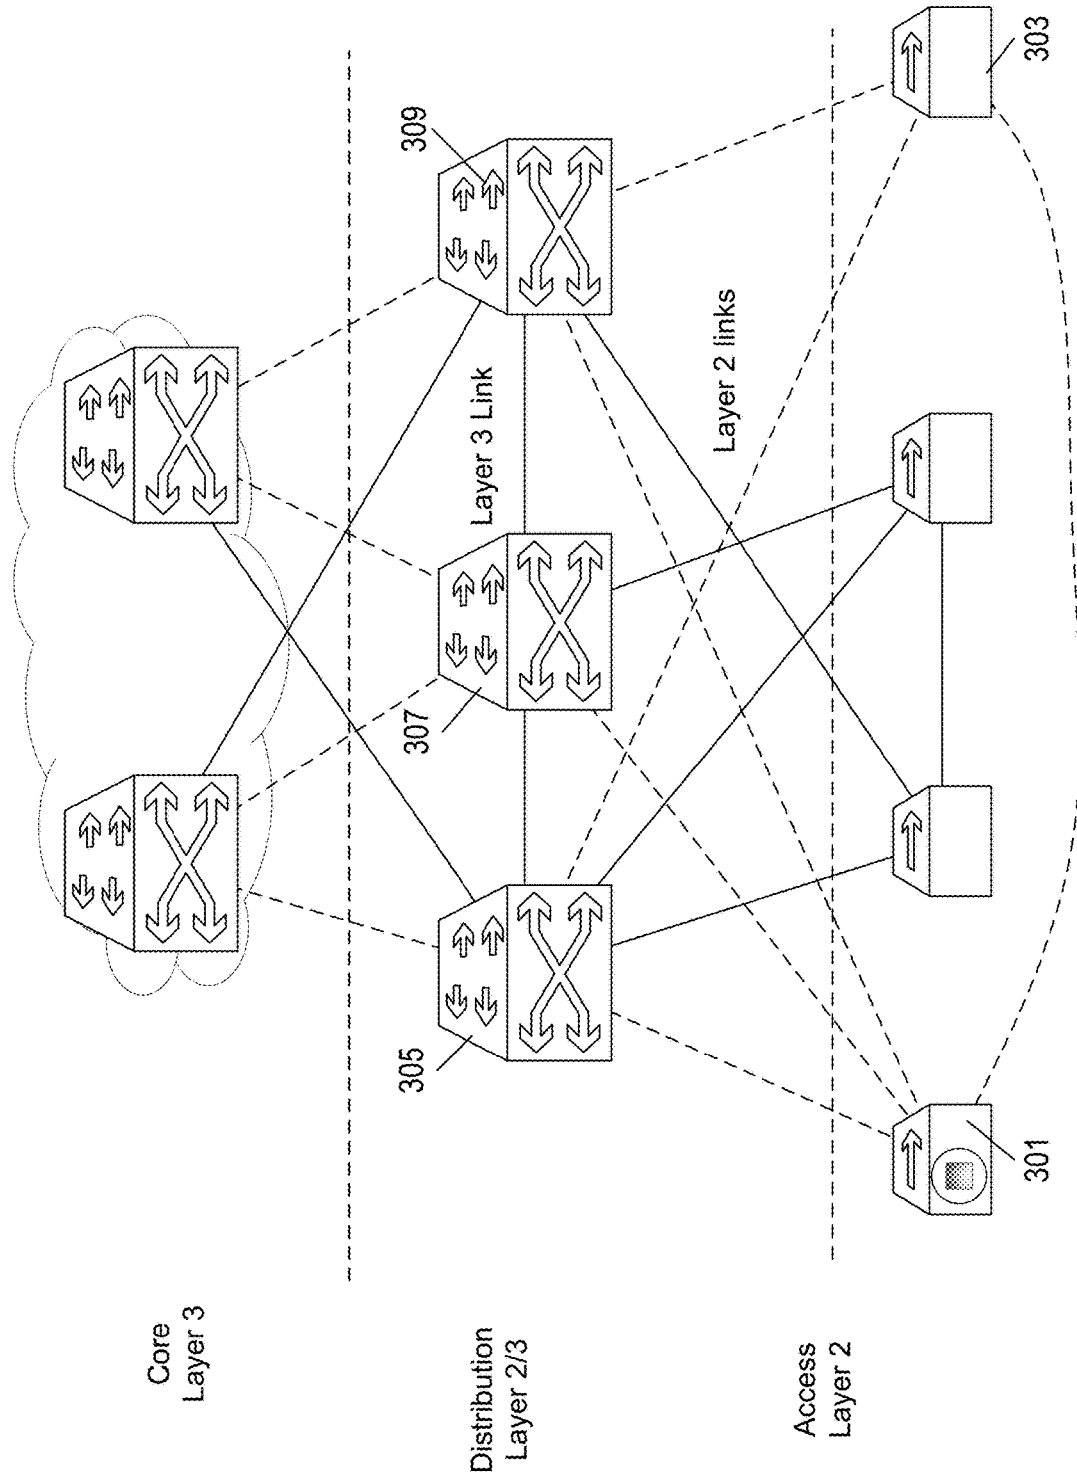 Core
Layer 3
Distribution
Layer 2/3
Access
Layer 2
305
307
309
Layer 3 Link
Layer 2 links
301
303